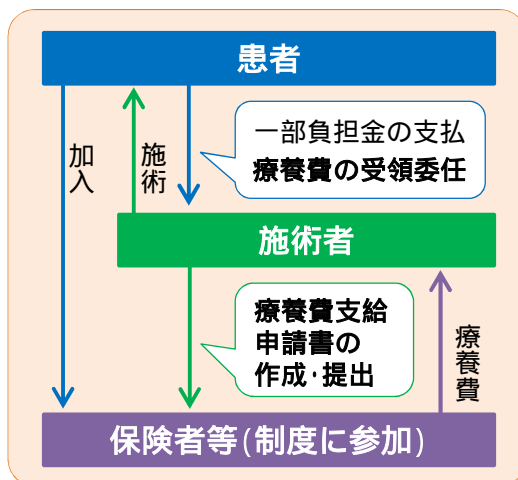 患者
加入
施術
一部負担金の支払
療養費の受領委任
施術者
療養費支給
申請書の
作成・提出
療養費
保険者等(制度に参加)